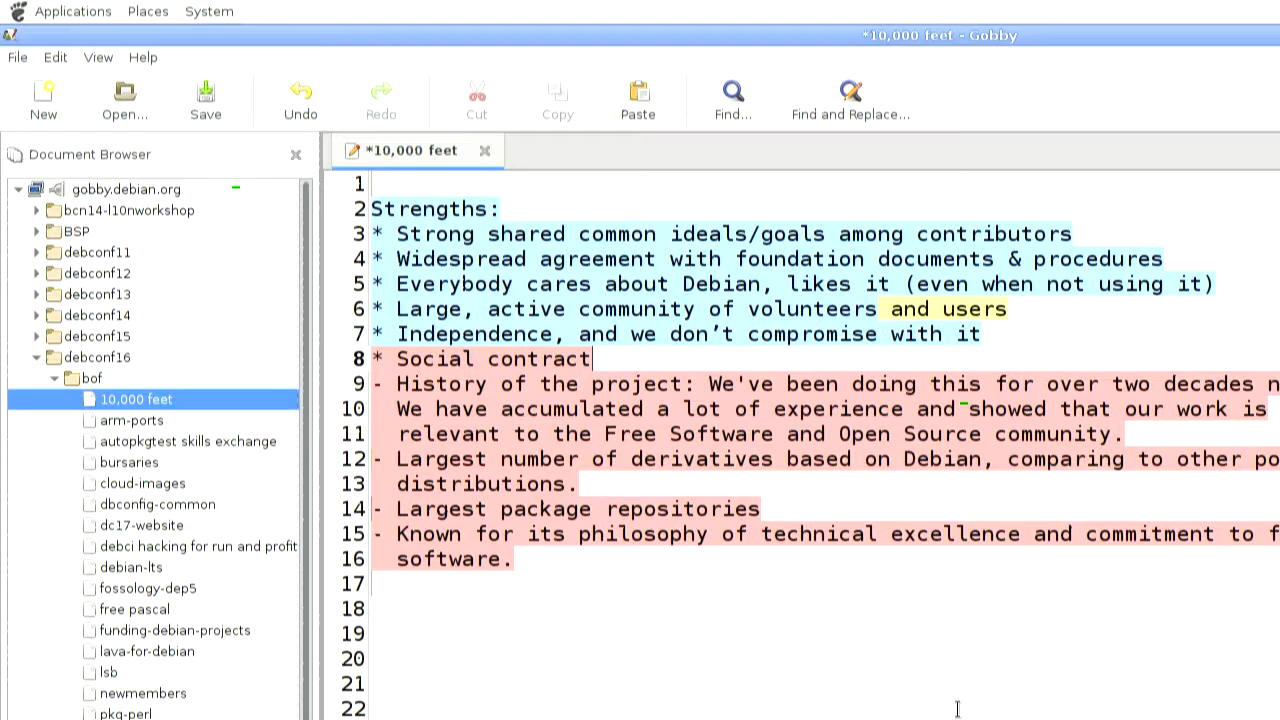 Applications Places System
*10,000 feet - Gobby
File Edit View Help
New Open... Save Undo Redo Cut Copy Paste Find... Find and Replace...
Document Browser
*10,000 feet
gobby.debian.org
bcn14-l10nworkshop
BSP
debconf11
debconf12
debconf13
debconf14
debconf15
debconf16
bof
10,000 feet
arm-ports
autopkgtest skills exchange
bursaries
cloud-images
dbconfig-common
dc17-website
debci hacking for run and profit
debian-lts
fossology-dep5
free pascal
funding-debian-projects
lava-for-debian
lsb
newmembers
pkg-perl
1
2 Strengths:
3 * Strong shared common ideals/goals among contributors
4 * Widespread agreement with foundation documents & procedures
5 * Everybody cares about Debian, likes it (even when not using it)
6 * Large, active community of volunteers and users
7 * Independence, and we don’t compromise with it
8 * Social contract
9 - History of the project: We've been doing this for over two decades n
10 We have accumulated a lot of experience and showed that our work is
11 relevant to the Free Software and Open Source community.
12 - Largest number of derivatives based on Debian, comparing to other po
13 distributions.
14 - Largest package repositories
15 - Known for its philosophy of technical excellence and commitment to f
16 software.
17
18
19
20
21
22